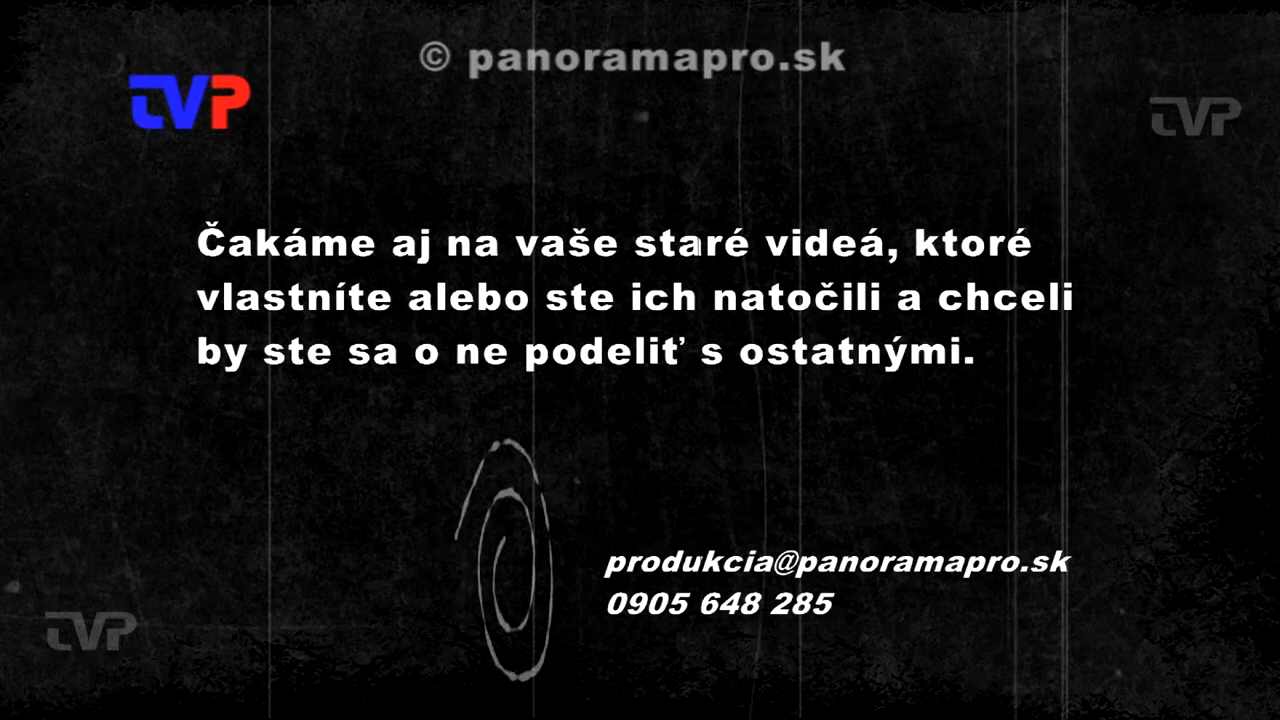 © panoramapro.sk
TVP
TVP
Čakáme aj na vaše staré videá, ktoré
vlastníte alebo ste ich natočili a chceli
by ste sa o ne podeliť s ostatnými.
produkcia@panoramapro.sk
0905 648 285
TVP